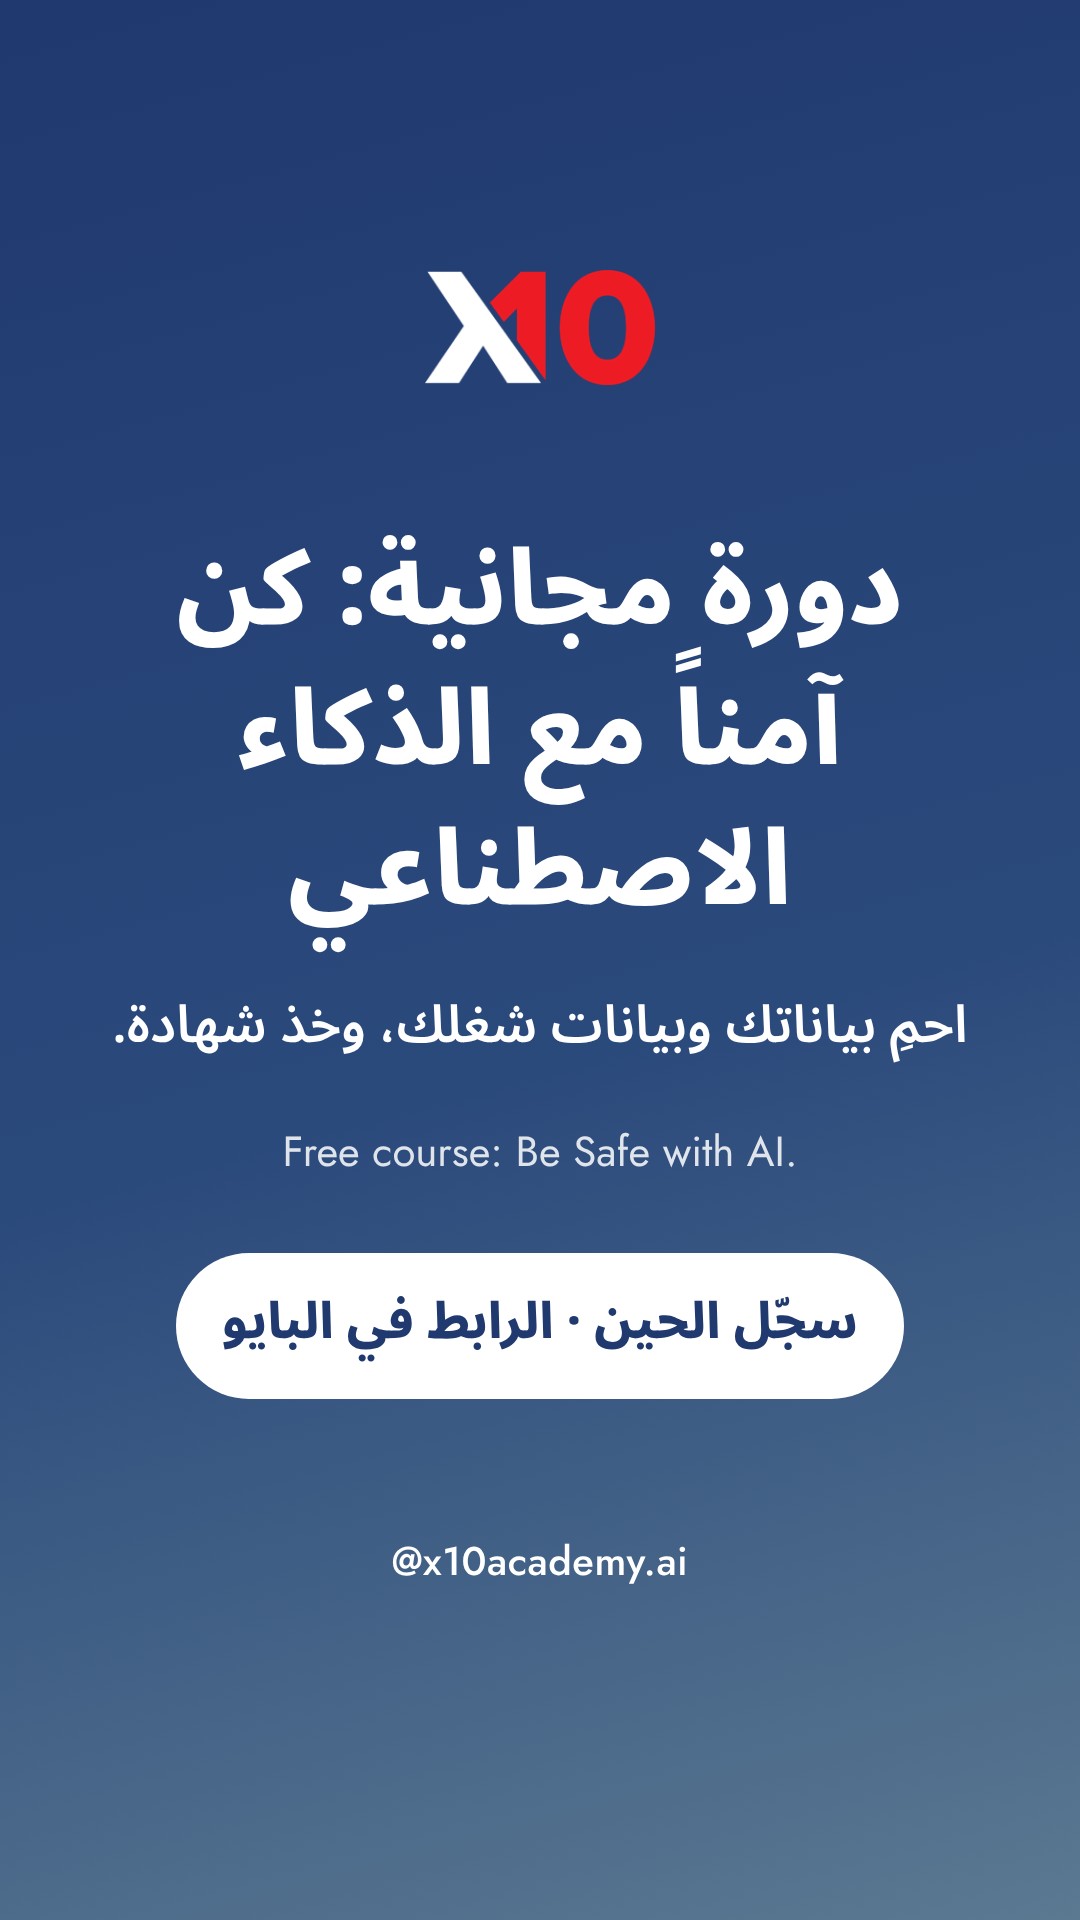 X10
دورة مجانية: كن
آمناً مع الذكاء
الاصطناعي
احمِ بياناتك وبيانات شغلك، وخذ شهادة.
Free course: Be Safe with AI.
سجّل الحين · الرابط في البايو
@x10academy.ai